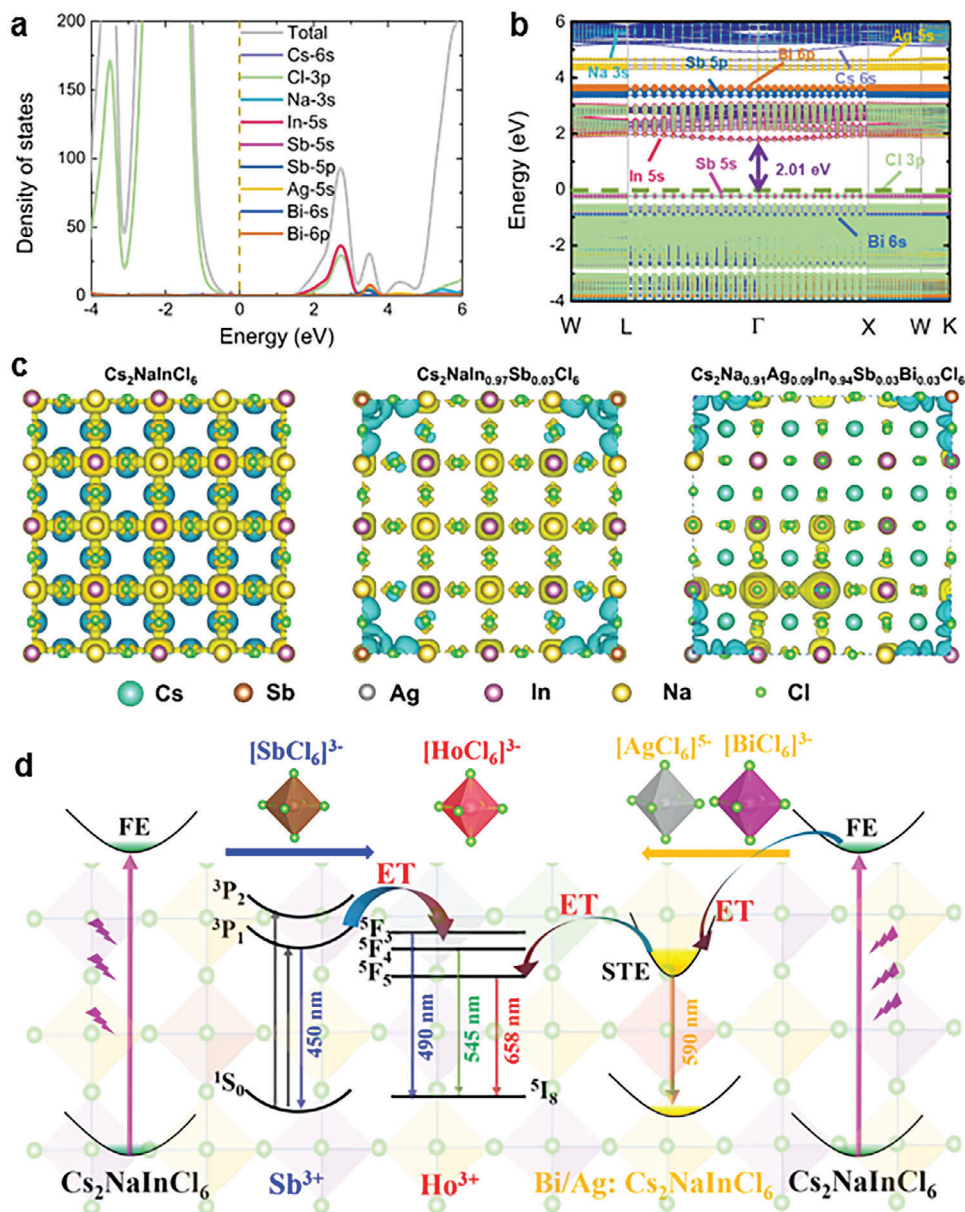 a
Density of states
200
150
100
50
0
-4 -2 0 2 4 6
Energy (eV)
Total
Cs-6s
Cl-3p
Na-3s
In-5s
Sb-5s
Sb-5p
Ag-5s
Bi-6s
Bi-6p
b
Energy (eV)
6
4
2
0
-2
-4
W L Γ X W K
Na 3s
Sb 5p
Bi 6p
Ag 5s
Cs 6s
In 5s
Sb 5s
2.01 eV
Cl 3p
Bi 6s
c
Cs₂NaInCl₆
Cs₂NaIn₀.₉₇Sb₀.₀₃Cl₆
Cs₂Na₀.₉₁Ag₀.₀₉In₀.₉₄Sb₀.₀₃Bi₀.₀₃Cl₆
Cs Sb Ag In Na Cl
d
[SbCl₆]³⁻
[HoCl₆]³⁻
[AgCl₆]⁵⁻ [BiCl₆]³⁻
FE
FE
ET
ET
ET
³P₂
³P₁
¹S₀
450 nm
⁵F₃
⁵F₄
⁵F₅
490 nm
545 nm
658 nm
⁵I₈
STE
590 nm
Cs₂NaInCl₆
Sb³⁺
Ho³⁺
Bi/Ag: Cs₂NaInCl₆
Cs₂NaInCl₆